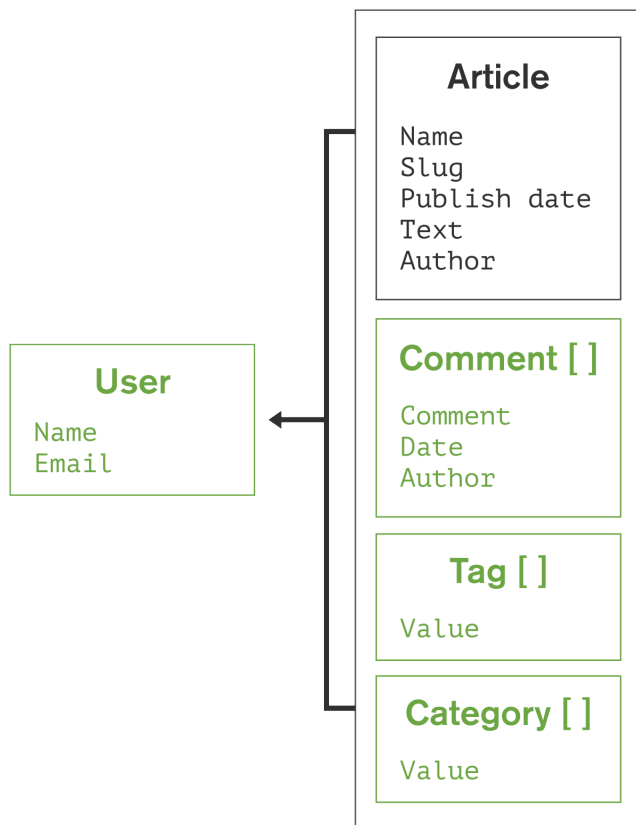 Article
Name
Slug
Publish date
Text
Author
User
Name
Email
Comment [ ]
Comment
Date
Author
Tag [ ]
Value
Category [ ]
Value